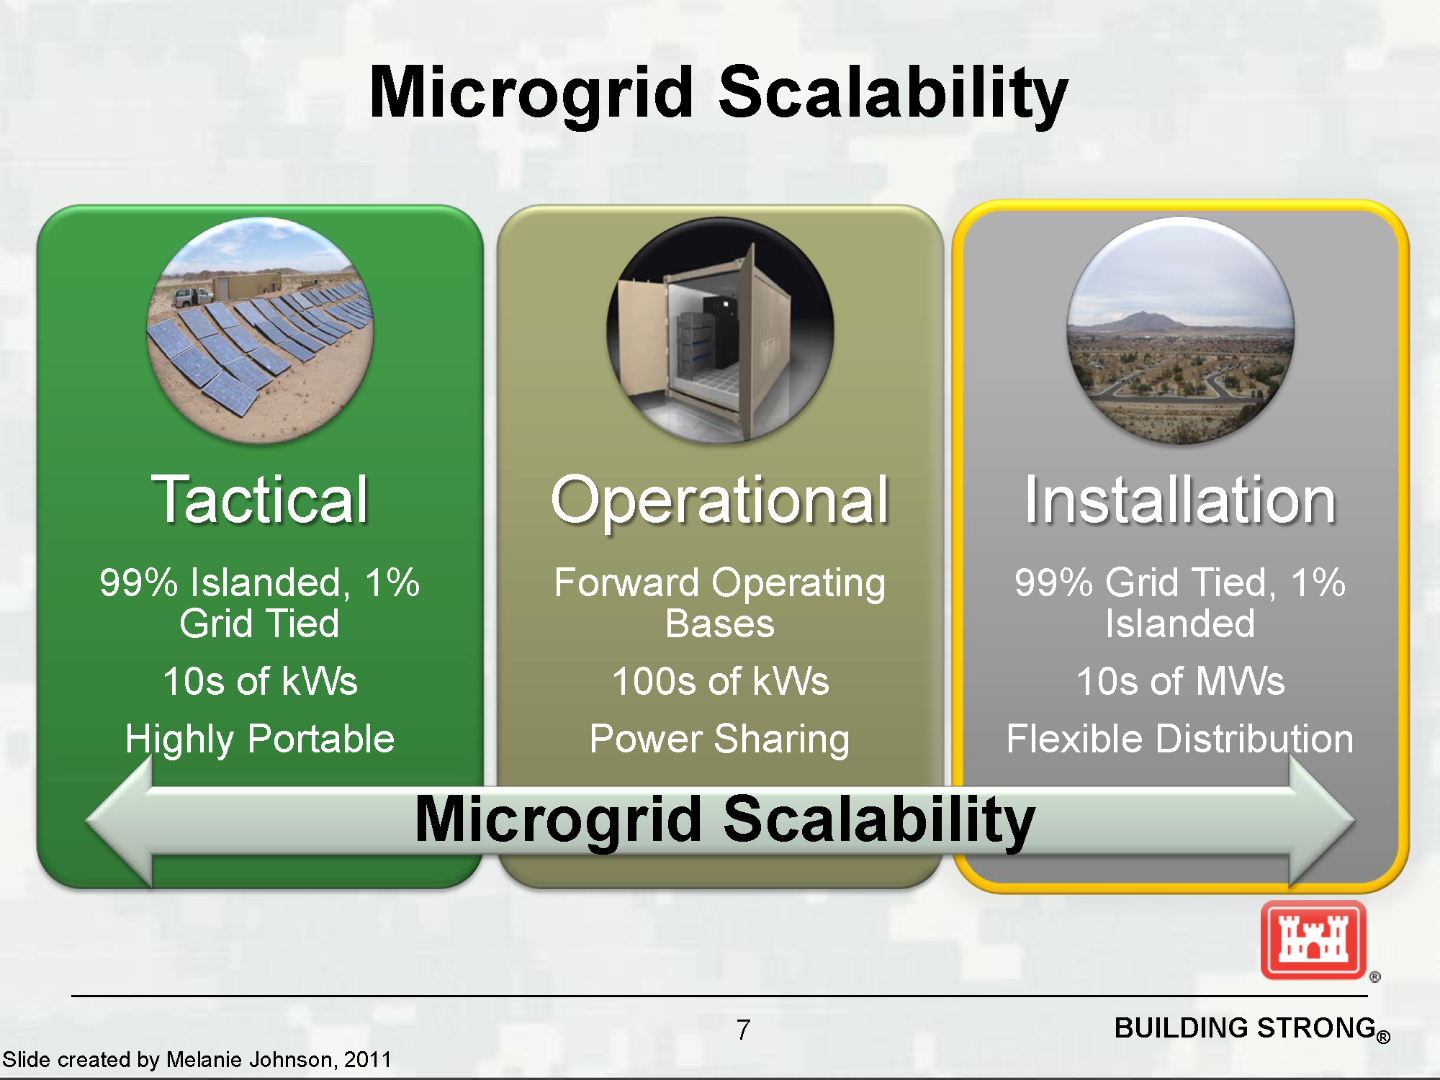 Microgrid Scalability
Tactical
99% Islanded, 1%
Grid Tied
10s of kWs
Highly Portable
Operational
Forward Operating
Bases
100s of kWs
Power Sharing
Installation
99% Grid Tied, 1%
Islanded
10s of MWs
Flexible Distribution
Microgrid Scalability
®
7
BUILDING STRONG®
Slide created by Melanie Johnson, 2011